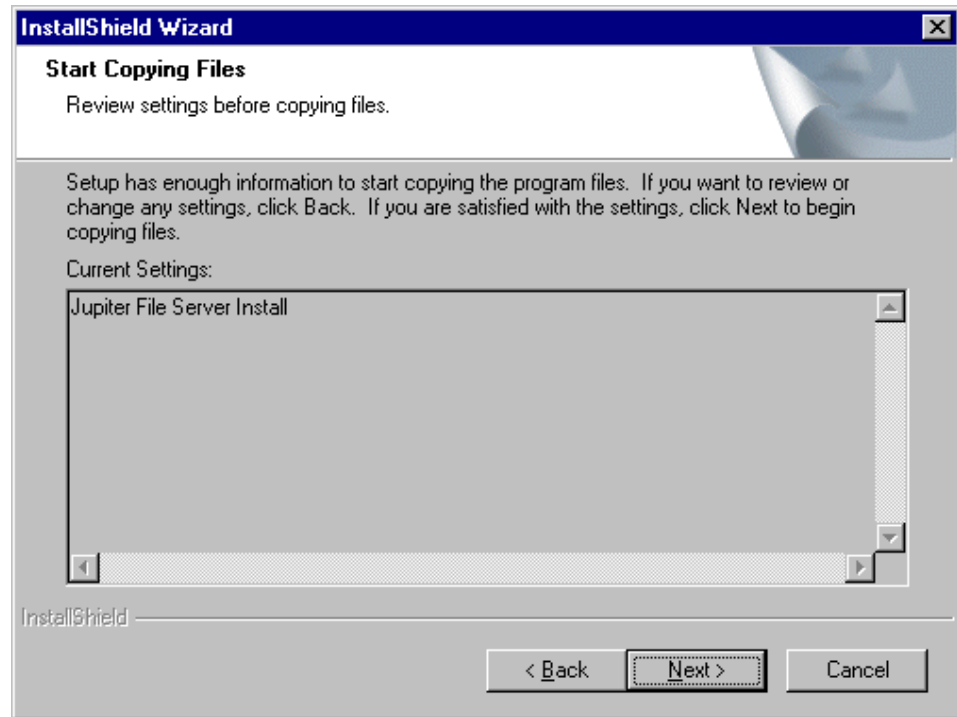 InstallShield Wizard
Start Copying Files
Review settings before copying files.
Setup has enough information to start copying the program files.  If you want to review or
change any settings, click Back.  If you are satisfied with the settings, click Next to begin
copying files.
Current Settings:
Jupiter File Server Install
InstallShield
< Back
Next >
Cancel